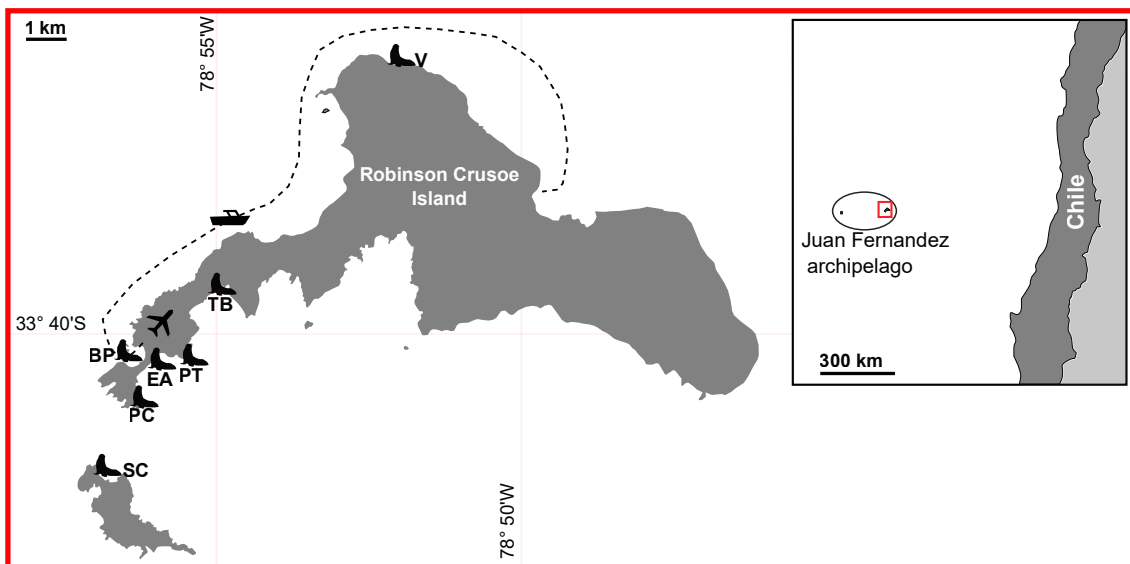 1 km
78° 55'W
V
Robinson Crusoe
Island
TB
33° 40'S
BP
EA
PT
PC
SC
78° 50'W
Chile
Juan Fernandez
archipelago
300 km